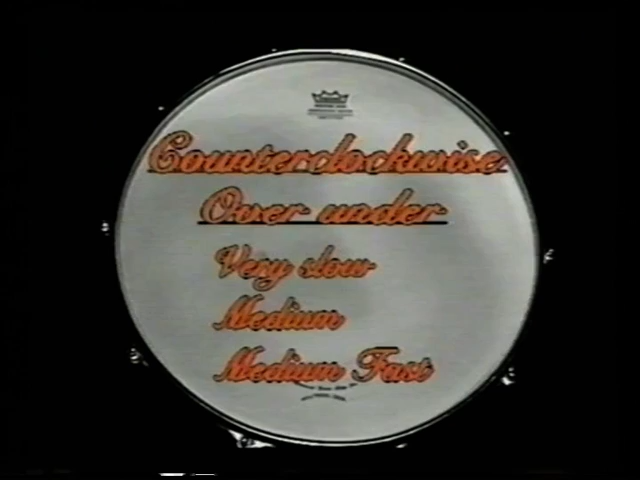 Counterclockwise
Over under
Very slow
Medium
Medium Fast